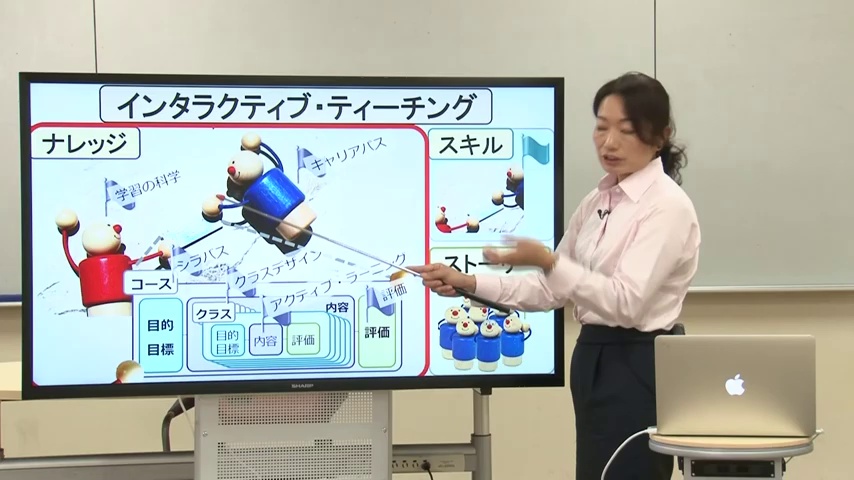 インタラクティブ・ティーチング
ナレッジ
スキル
キャリアパス
学習の科学
シラバス
クラスデザイン
アクティブ・ラーニング
評価
コース
目的
目標
クラス
内容
目的
目標
内容
評価
評価
SHARP